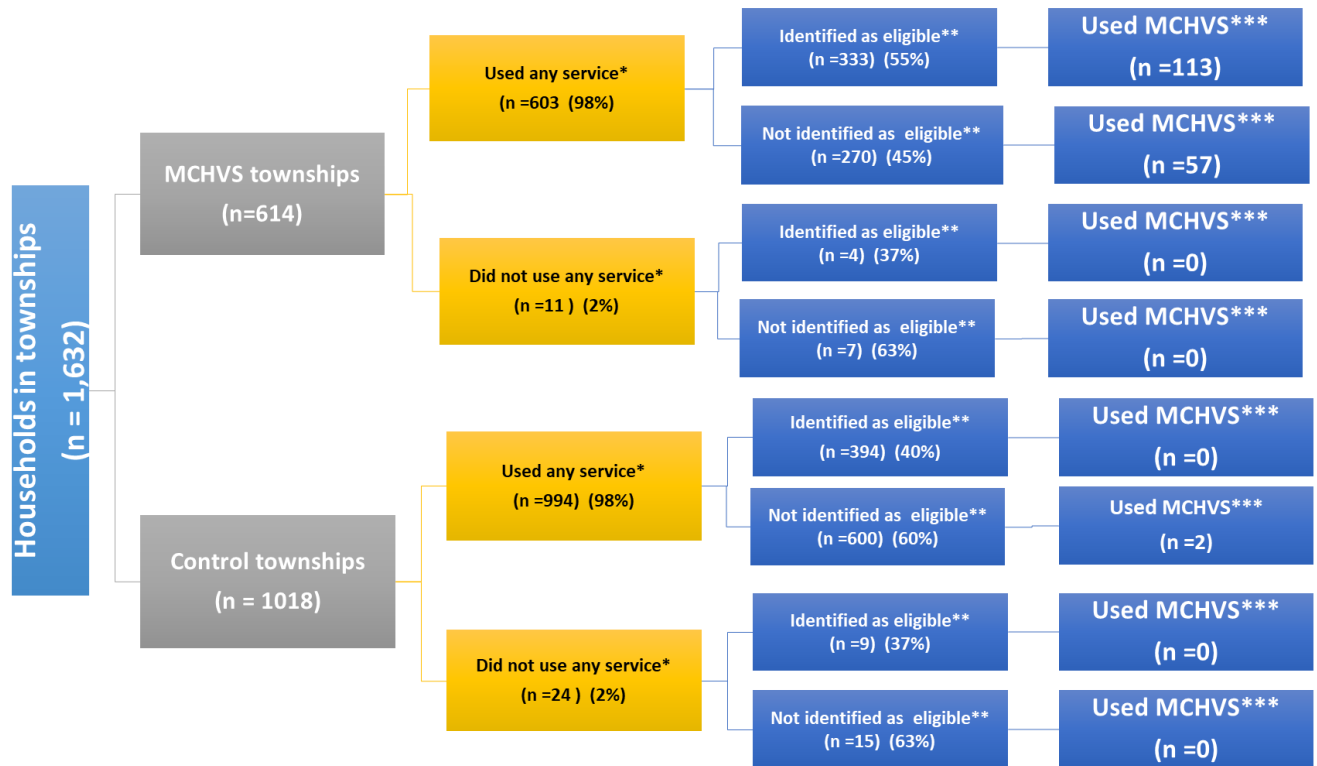 Households in townships
(n = 1,632)
MCHVS townships
(n=614)
Used any service*
(n =603 (98%)
Identified as eligible**
(n =333) (55%)
Used MCHVS***
(n =113)
Not identified as eligible**
(n =270) (45%)
Used MCHVS***
(n =57)
Did not use any service*
(n =11 ) (2%)
Identified as eligible**
(n =4) (37%)
Used MCHVS***
(n =0)
Not identified as eligible**
(n =7) (63%)
Used MCHVS***
(n =0)
Control townships
(n = 1018)
Used any service*
(n =994) (98%)
Identified as eligible**
(n =394) (40%)
Used MCHVS***
(n =0)
Not identified as eligible**
(n =600) (60%)
Used MCHVS***
(n =2)
Did not use any service*
(n =24 ) (2%)
Identified as eligible**
(n =9) (37%)
Used MCHVS***
(n =0)
Not identified as eligible**
(n =15) (63%)
Used MCHVS***
(n =0)